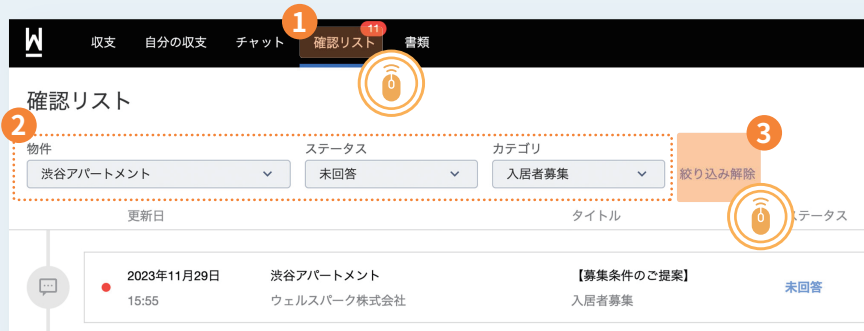 1
W 収支 自分の収支 チャット 確認リスト 11 書類
確認リスト
2 3
物件 ステータス カテゴリ
渋谷アパートメント 未回答 入居者募集 絞り込み解除
更新日 タイトル ステータス
2023年11月29日 渋谷アパートメント 【募集条件のご提案】 未回答
15:55 ウェルスパーク株式会社 入居者募集